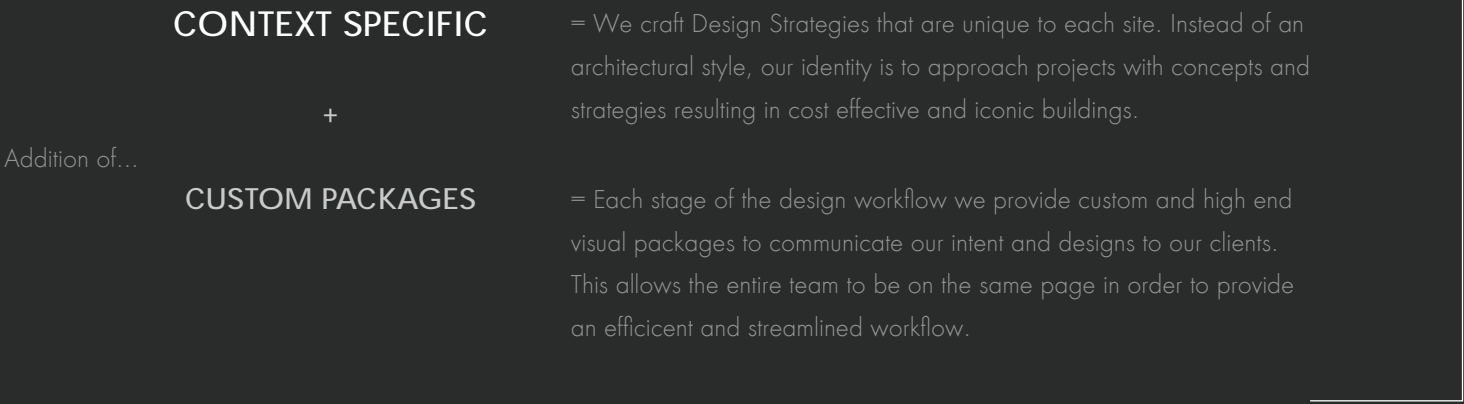 CONTEXT SPECIFIC
= We craft Design Strategies that are unique to each site. Instead of an
architectural style, our identity is to approach projects with concepts and
strategies resulting in cost effective and iconic buildings.
+
Addition of...
CUSTOM PACKAGES
= Each stage of the design workflow we provide custom and high end
visual packages to communicate our intent and designs to our clients.
This allows the entire team to be on the same page in order to provide
an efficicent and streamlined workflow.